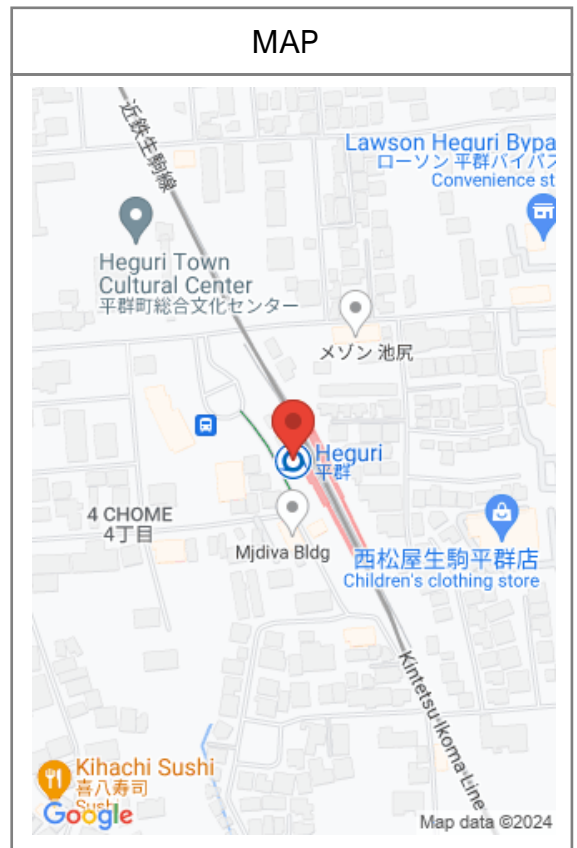 MAP
近鉄生駒線
Lawson Heguri Bypa
ローソン 平群バイパス
Convenience st
Heguri Town
Cultural Center
平群町総合文化センター
メゾン 池尻
Heguri
平群
4 CHOME
4丁目
Mjdiva Bldg
西松屋生駒平群店
Children's clothing store
Kintetsu Ikoma Line
Kihachi Sushi
喜八寿司
Sushi
Google
Map data ©2024